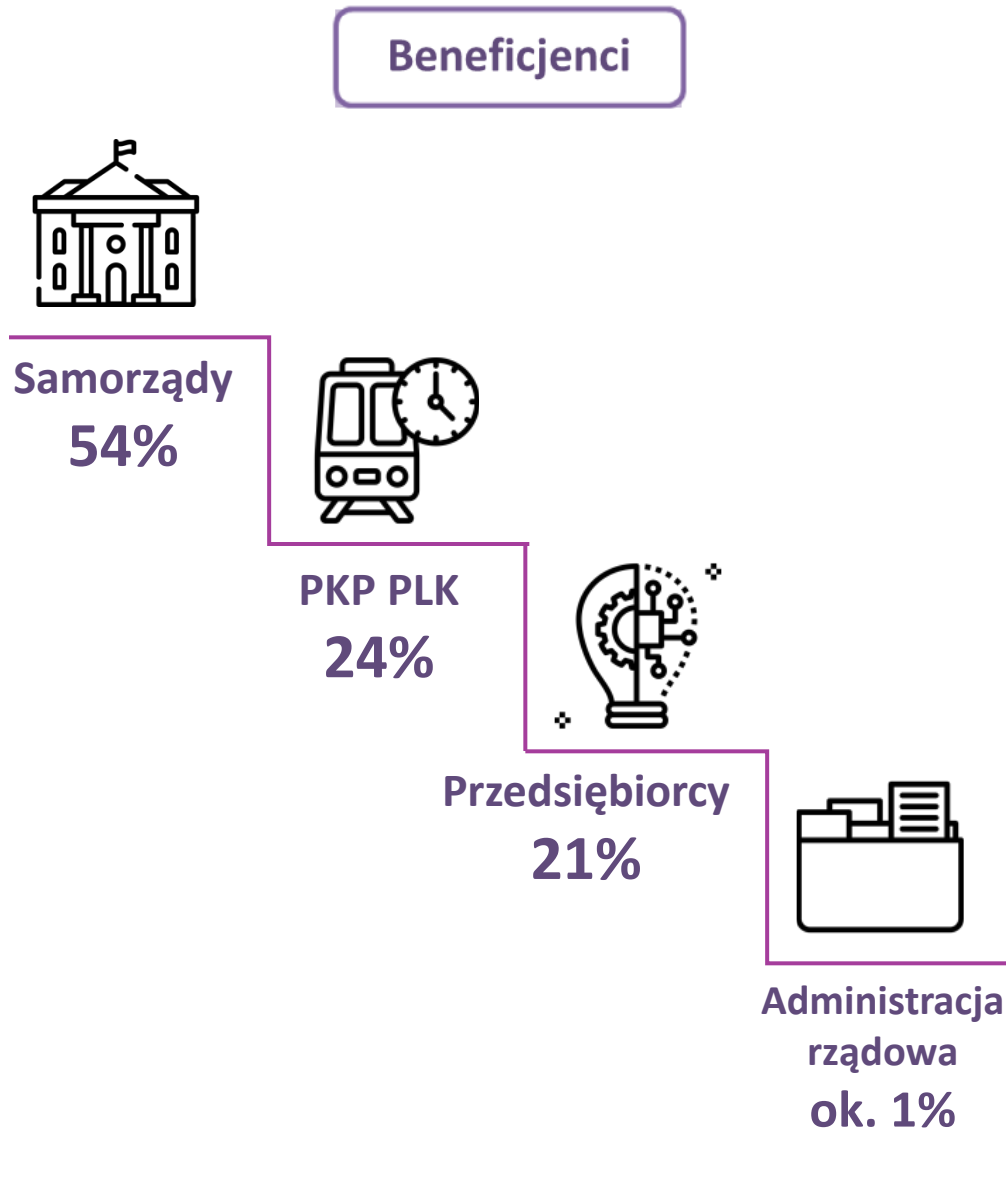 Beneficjenci
Samorządy
54%
PKP PLK
24%
Przedsiębiorcy
21%
Administracja
rządowa
ok. 1%